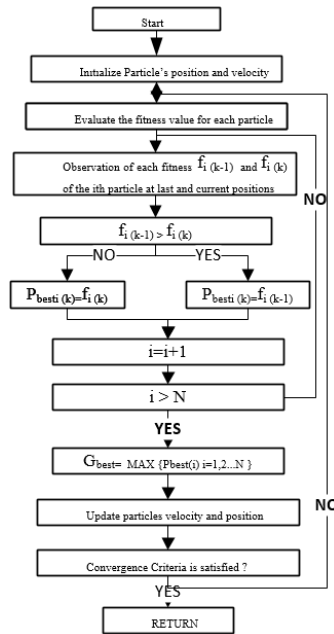 Start
Initialize Particle's position and velocity
Evaluate the fitness value for each particle
Observation of each fitness fi (k-1) and fi (k)
of the ith particle at last and current positions
NO
fi (k-1) > fi (k)
NO
YES
Pbesti (k)=fi (k)
Pbesti (k)=fi (k-1)
i=i+1
i > N
YES
Gbest= MAX {Pbest(i) i=1,2...N }
NO
Update particles velocity and position
Convergence Criteria is satisfied ?
YES
RETURN